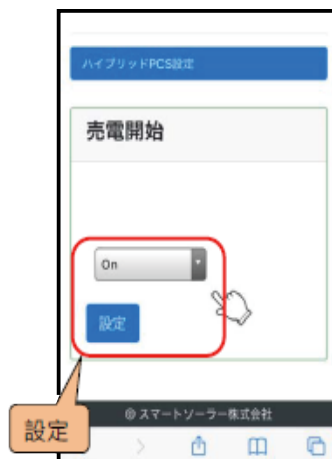 ハイブリッドPCS設定
売電開始
On
設定
設定
@ スマートソーラー株式会社